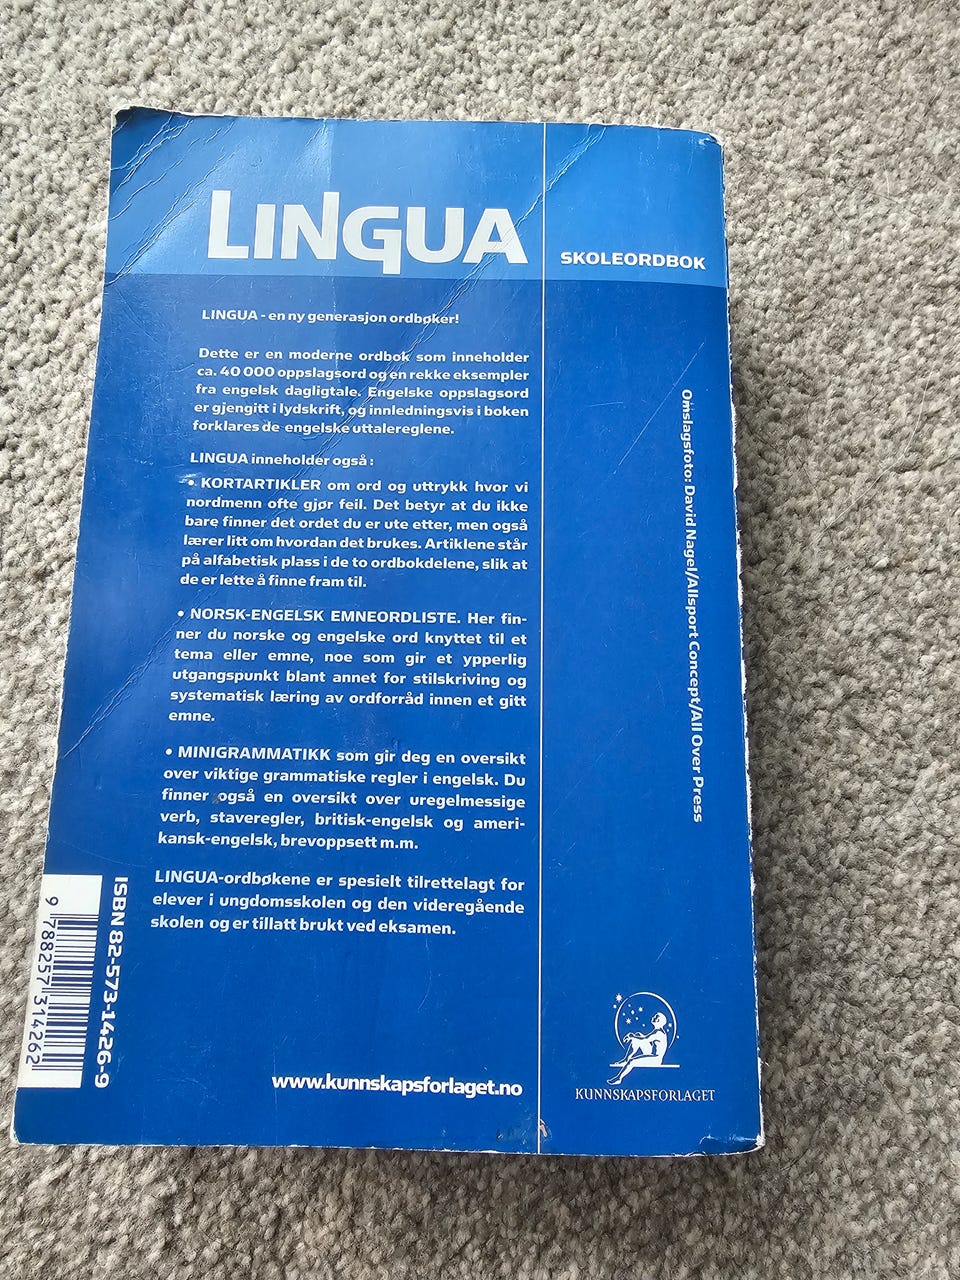 LINGUA
SKOLEORDBOK
LINGUA - en ny generasjon ordbøker!
Dette er en moderne ordbok som inneholder
ca. 40 000 oppslagsord og en rekke eksempler
fra engelsk dagligtale. Engelske oppslagsord
er gjengitt i lydskrift, og innledningsvis i boken
forklares de engelske uttalereglene.
LINGUA inneholder også:
• KORTARTIKLER om ord og uttrykk hvor vi
nordmenn ofte gjør feil. Det betyr at du ikke
bare finner det ordet du er ute etter, men også
lærer litt om hvordan det brukes. Artiklene står
på alfabetisk plass i de to ordbokdelene, slik at
de er lette å finne fram til.
• NORSK-ENGELSK EMNEORDLISTE. Her fin-
ner du norske og engelske ord knyttet til et
tema eller emne, noe som gir et ypperlig
utgangspunkt blant annet for stilskriving og
systematisk læring av ordforråd innen et gitt
emne.
• MINIGRAMMATIKK som gir deg en oversikt
over viktige grammatiske regler i engelsk. Du
finner også en oversikt over uregelmessige
verb, staveregler, britisk-engelsk og ameri-
kansk-engelsk, brevoppsett m.m.
LINGUA-ordbøkene er spesielt tilrettelagt for
elever i ungdomsskolen og den videregående
skolen og er tillatt brukt ved eksamen.
ISBN 82-573-1426-9
9 788257 314262
www.kunnskapsforlaget.no
Omslagsfoto: David Nagel/Allsport Concept/All Over Press
KUNNSKAPSFORLAGET